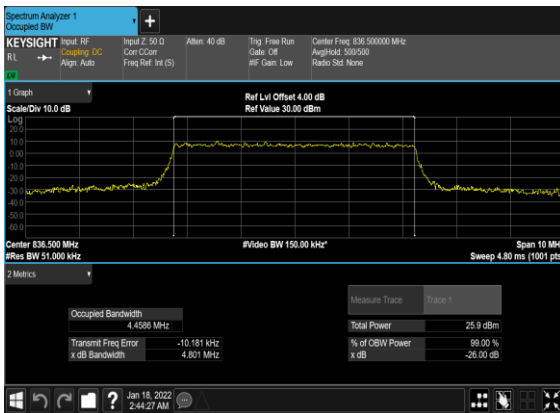 Spectrum Analyzer 1
Occupied BW
KEYSIGHT
RL
LV
Input: RF
Coupling: DC
Align: Auto
Input Z: 50 Ω
Corr CCorr
Freq Ref: Int (S)
Atten: 40 dB
Trig: Free Run
Gate: Off
#IF Gain: Low
Center Freq: 836.500000 MHz
Avg|Hold: 500/500
Radio Std: None
1 Graph
Scale/Div 10.0 dB
Ref Lvl Offset 4.00 dB
Ref Value 30.00 dBm
Log
20.0
10.0
0.00
-10.0
-20.0
-30.0
-40.0
-50.0
-60.0
Center 836.500 MHz
#Res BW 51.000 kHz
#Video BW 150.00 kHz*
Span 10 MH
Sweep 4.80 ms (1001 pts
2 Metrics
Measure Trace Trace 1
Occupied Bandwidth
4.4586 MHz
Total Power 25.9 dBm
Transmit Freq Error -10.181 kHz
% of OBW Power 99.00 %
x dB Bandwidth 4.801 MHz
x dB -26.00 dB
Jan 18, 2022
2:44:27 AM